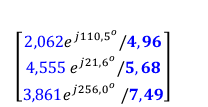 2,062e^{j110,5^o}/4,96
4,555 e^{j21,6^o}/5,68
3,861e^{j256,0^o} /7,49